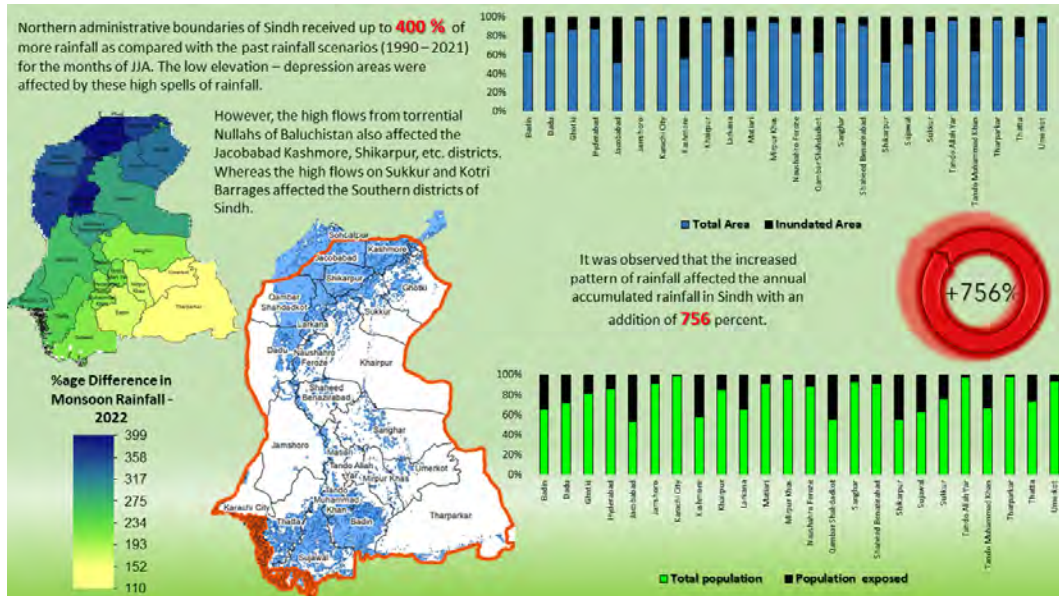 Northern administrative boundaries of Sindh received up to 400 % of
more rainfall as compared with the past rainfall scenarios (1990 – 2021)
for the months of JJA. The low elevation – depression areas were
affected by these high spells of rainfall.
However, the high flows from torrential
Nullahs of Baluchistan also affected the
Jacobabad Kashmore, Shikarpur, etc. districts.
Whereas the high flows on Sukkur and Kotri
Barrages affected the Southern districts of
Sindh.
%age Difference in
Monsoon Rainfall -
2022
399
358
317
275
234
193
152
110
Jacobabad
Kashmore
Shikarpur
Ghotki
Qambar
Shahdadkot
Sukkur
Larkana
Dadu
Naushahro
Feroze
Khairpur
Shaheed
Benazirabad
Sanghar
Jamshoro
Matiari
Tando Allah
Yar
Umerkot
Mirpur Khas
Tando
Muhammad
Khan
Karachi City
Thatta
Badin
Tharparkar
Sujawal
100%
80%
60%
40%
20%
0%
Badin
Dadu
Ghotki
Hyderabad
Jacobabad
Jamshoro
Karachi City
Kashmore
Khairpur
Larkana
Matiari
Mirpur Khas
Naushahro Feroze
Qambar Shahdadkot
Sanghar
Shaheed Benazirabad
Shikarpur
Sujawal
Sukkur
Tando Allah Yar
Tando Muhammad Khan
Tharparkar
Thatta
Umerkot
Total Area
Inundated Area
It was observed that the increased
pattern of rainfall affected the annual
accumulated rainfall in Sindh with an
addition of 756 percent.
+756%
100%
80%
60%
40%
20%
0%
Badin
Dadu
Ghotki
Hyderabad
Jacobabad
Jamshoro
Karachi City
Kashmore
Khairpur
Larkana
Matiari
Mirpur Khas
Naushahro Feroze
Qambar Shahdadkot
Sanghar
Shaheed Benazirabad
Shikarpur
Sujawal
Sukkur
Tando Allah Yar
Tando Muhammad Khan
Tharparkar
Thatta
Umerkot
Total population
Population exposed